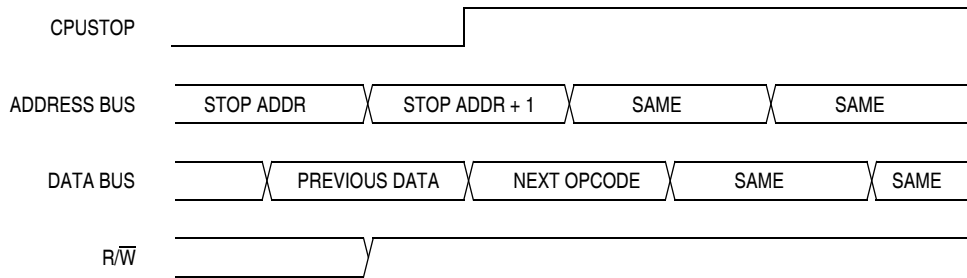 CPUSTOP
ADDRESS BUS STOP ADDR STOP ADDR + 1 SAME SAME
DATA BUS PREVIOUS DATA NEXT OPCODE SAME SAME
R/W̅